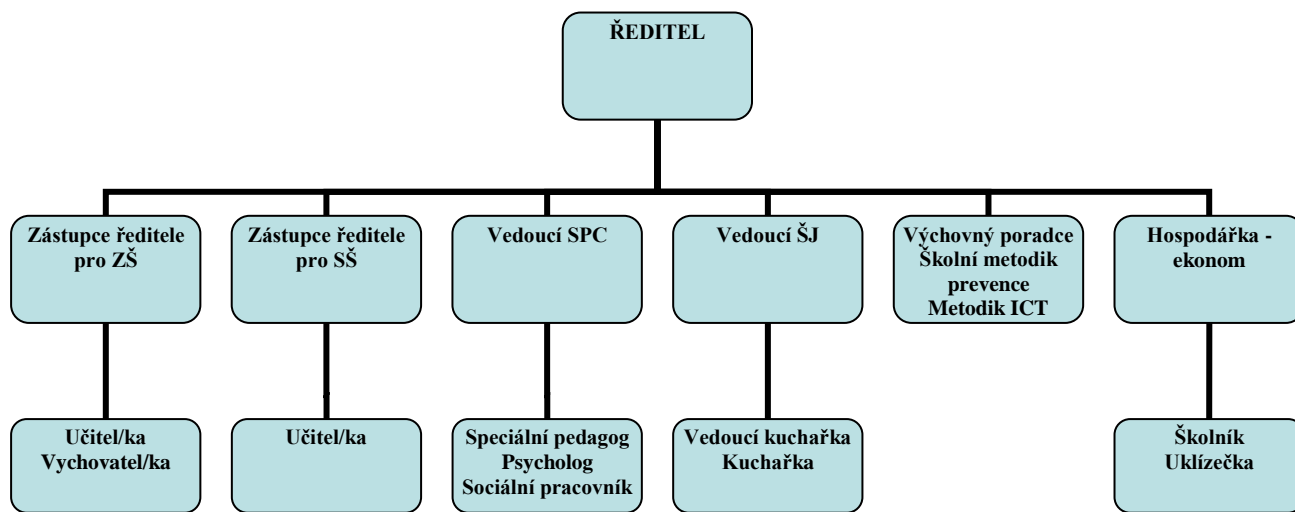 ŘEDITEL
Zástupce ředitele
pro ZŠ
Zástupce ředitele
pro SŠ
Vedoucí SPC
Vedoucí ŠJ
Výchovný poradce
Školní metodik
prevence
Metodik ICT
Hospodářka -
ekonom
Učitel/ka
Vychovatel/ka
Učitel/ka
Speciální pedagog
Psycholog
Sociální pracovník
Vedoucí kuchařka
Kuchařka
Školník
Uklízečka